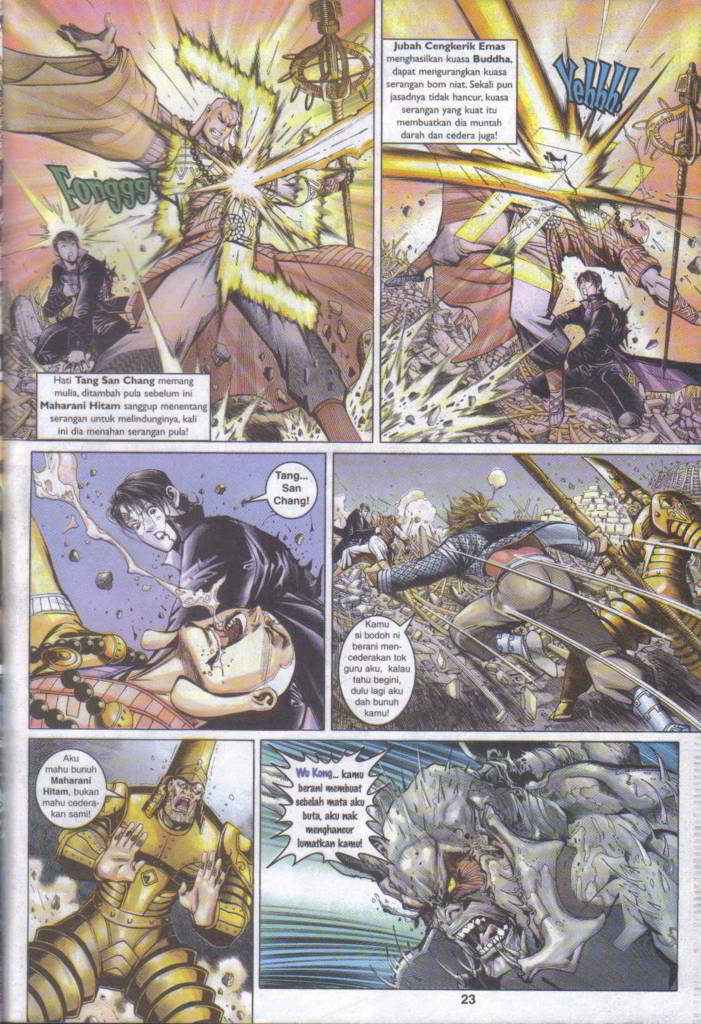 Fonggg!
Hati Tang San Chang memang
mulia, ditambah pula sebelum ini
Maharani Hitam sanggup menentang
serangan untuk melindunginya, kali
ini dia menahan serangan pula!
Jubah Cengkerik Emas
menghasilkan kuasa Buddha,
dapat mengurangkan kuasa
serangan bom niat. Sekali pun
jasadnya tidak hancur, kuasa
serangan yang kuat itu
membuatkan dia muntah
darah dan cedera juga!
Yehhh!!
Tang...
San
Chang!
Kamu
si bodoh ni
berani men-
cederakan tok
guru aku, kalau
tahu begini,
dulu lagi aku
dah bunuh
kamu!
Aku
mahu bunuh
Maharani
Hitam, bukan
mahu cedera-
kan sami!
Wu Kong... kamu
berani membuat
sebelah mata aku
buta, aku nak
menghancur
lumatkan kamu!
23